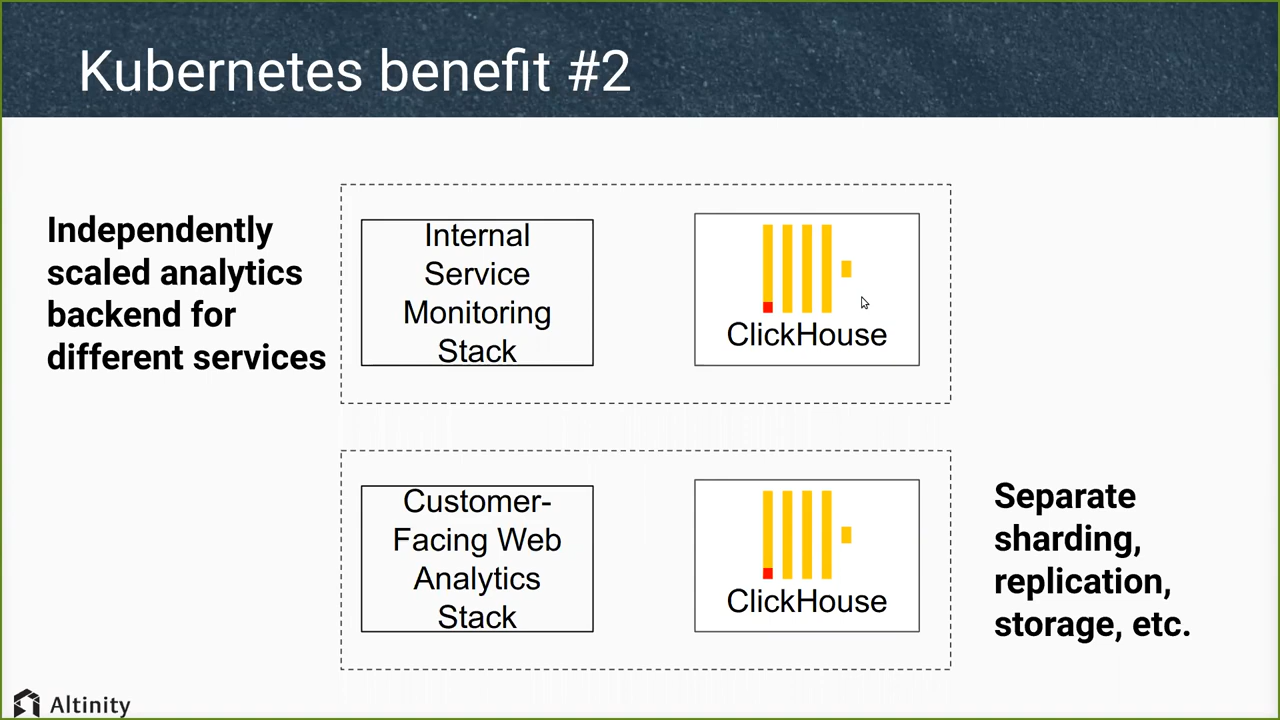 Kubernetes benefit #2
Independently
scaled analytics
backend for
different services
Internal
Service
Monitoring
Stack
ClickHouse
Customer-
Facing Web
Analytics
Stack
ClickHouse
Separate
sharding,
replication,
storage, etc.
Altinity